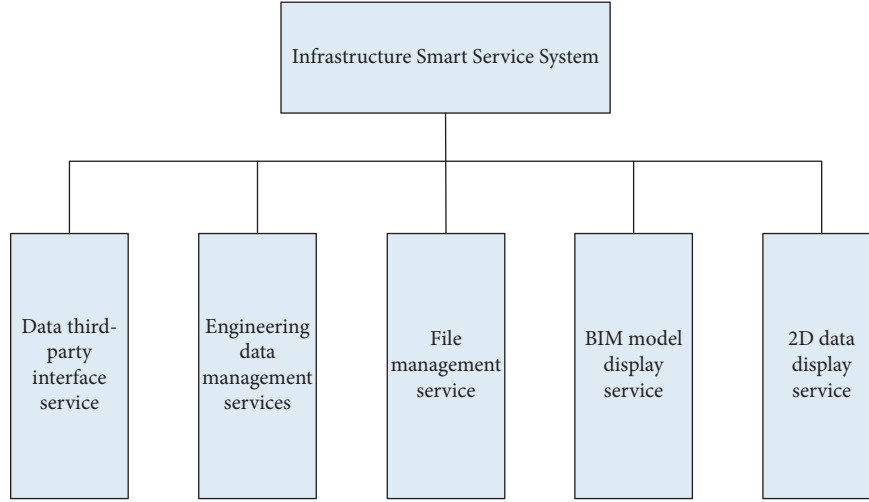 Infrastructure Smart Service System
Data third-
party
interface
service
Engineering
data
management
services
File
management
service
BIM model
display
service
2D data
display
service